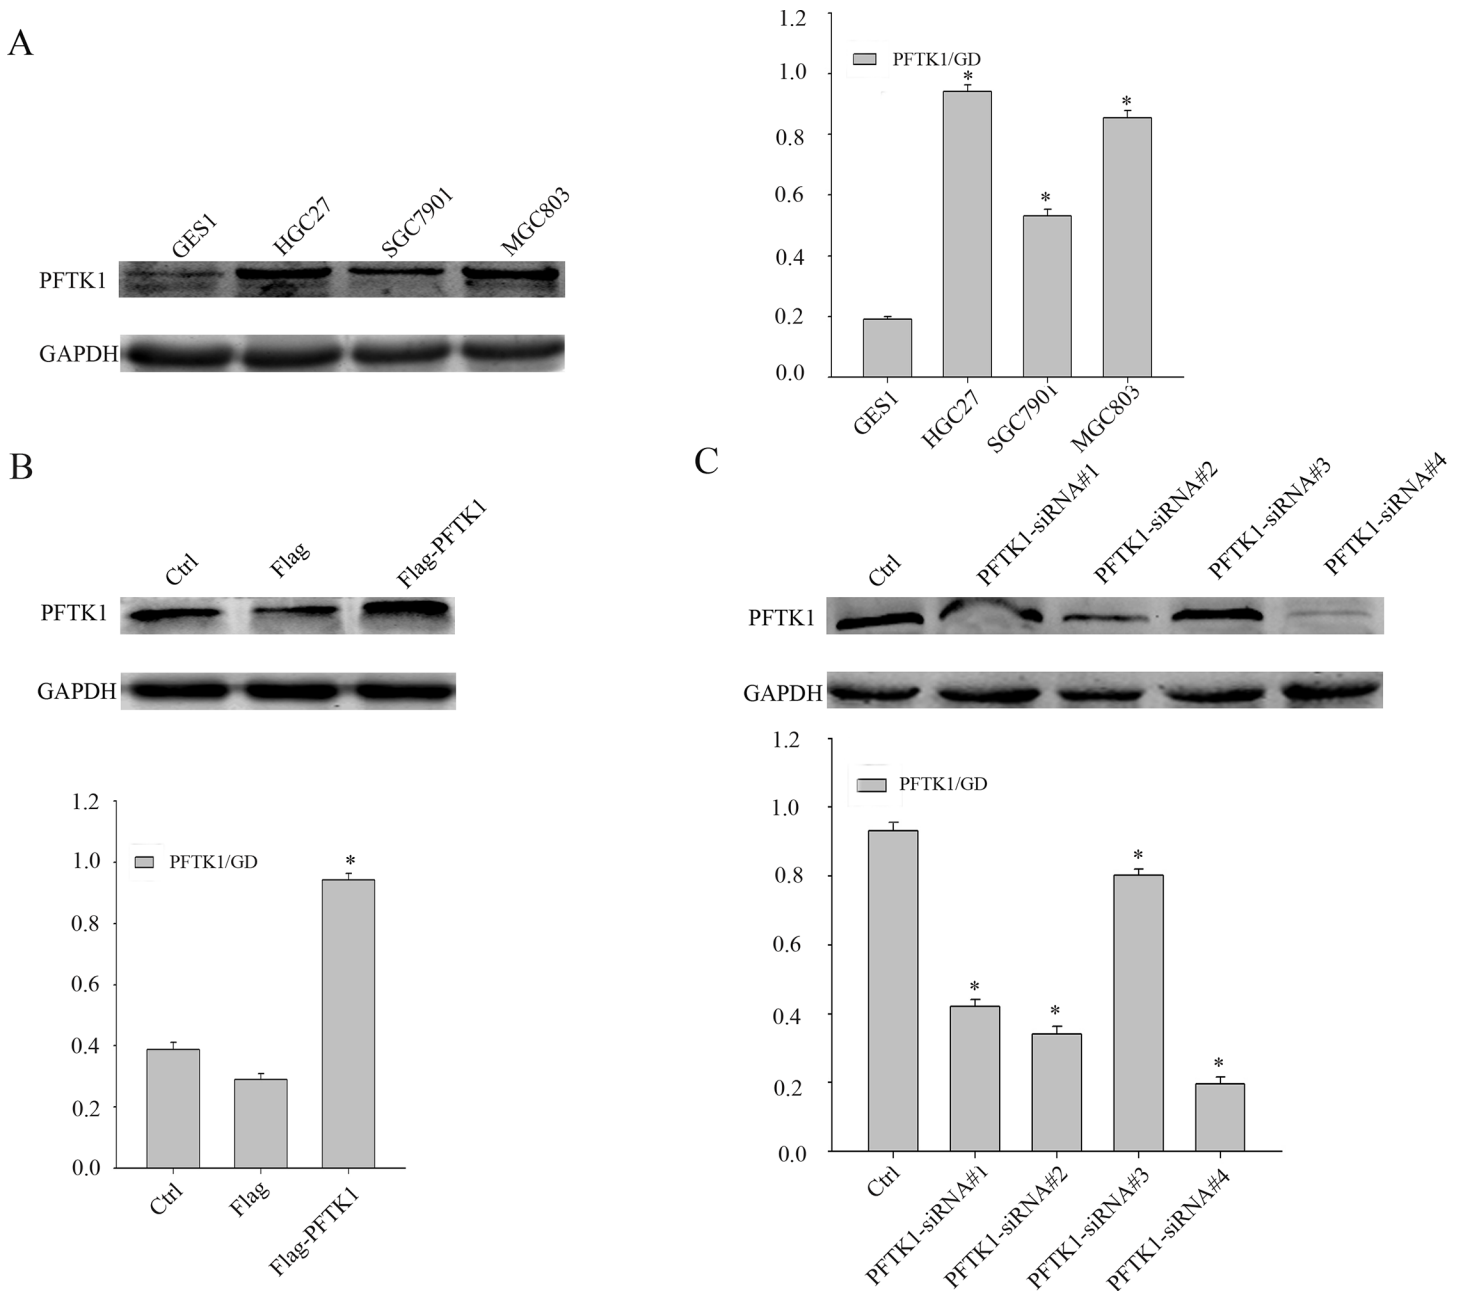 A
GES1
HGC27
SGC7901
MGC803
PFTK1
GAPDH
1.2
1.0
0.8
0.6
0.4
0.2
0.0
PFTK1/GD
*
*
*
GES1
HGC27
SGC7901
MGC803
B
Ctrl
Flag
Flag-PFTK1
PFTK1
GAPDH
1.2
1.0
0.8
0.6
0.4
0.2
0.0
PFTK1/GD
*
Ctrl
Flag
Flag-PFTK1
C
Ctrl
PFTK1-siRNA#1
PFTK1-siRNA#2
PFTK1-siRNA#3
PFTK1-siRNA#4
PFTK1
GAPDH
1.2
1.0
0.8
0.6
0.4
0.2
0.0
PFTK1/GD
*
*
*
*
Ctrl
PFTK1-siRNA#1
PFTK1-siRNA#2
PFTK1-siRNA#3
PFTK1-siRNA#4